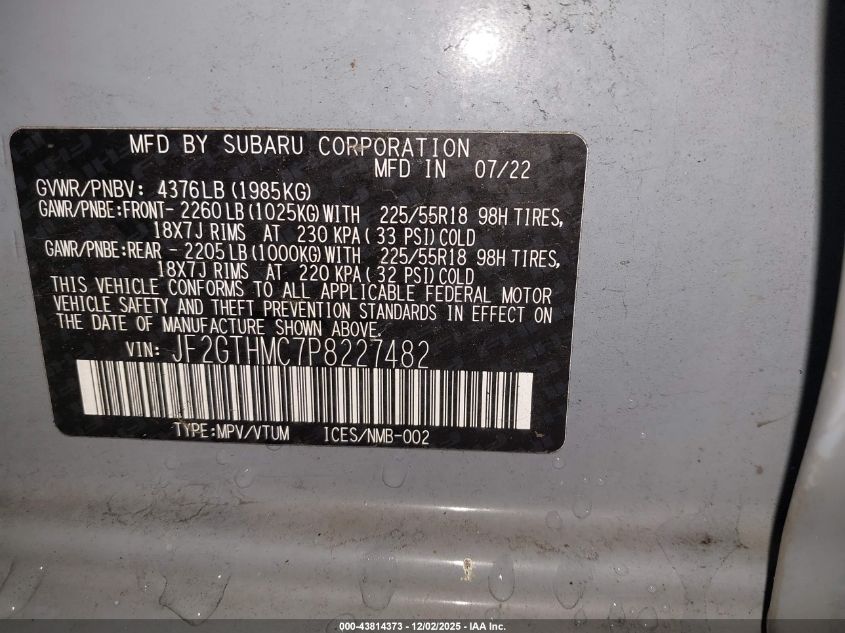 MFD BY SUBARU CORPORATION
MFD IN 07/22
GVWR/PNBV: 4376LB(1985KG)
GAWR/PNBE:FRONT-2260LB(1025KG)WITH 225/55R18 98H TIRES,
18X7J RIMS AT 230 KPA( 33 PSI)COLD
GAWR/PNBE:REAR -2205LB(1000KG)WITH 225/55R18 98H TIRES,
18X7J RIMS AT 220 KPA( 32 PSI)COLD
THIS VEHICLE CONFORMS TO ALL APPLICABLE FEDERAL MOTOR
VEHICLE SAFETY AND THEFT PREVENTION STANDARDS IN EFFECT ON
THE DATE OF MANUFACTURE SHOWN ABOVE.
VIN: JF2GTHMC7P8227482
TYPE:MPV/VTUM ICES/NMB-002
000-43814373 - 12/02/2025 - IAA Inc.